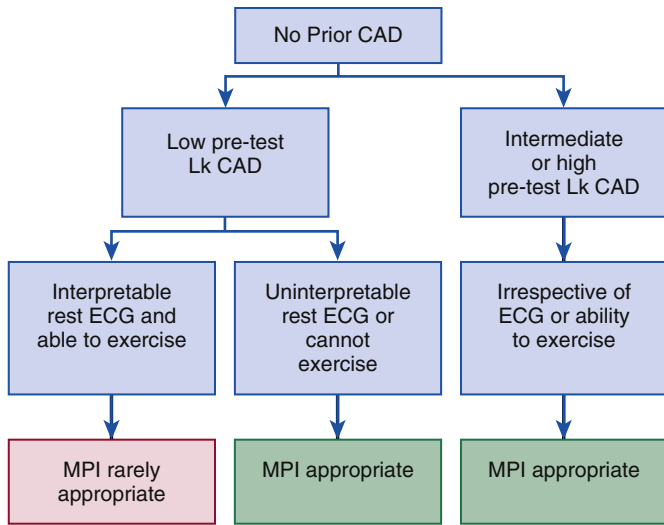 No Prior CAD
Low pre-test
Lk CAD
Intermediate
or high
pre-test Lk CAD
Interpretable
rest ECG and
able to exercise
Uninterpretable
rest ECG or
cannot
exercise
Irrespective of
ECG or ability
to exercise
MPI rarely
appropriate
MPI appropriate
MPI appropriate